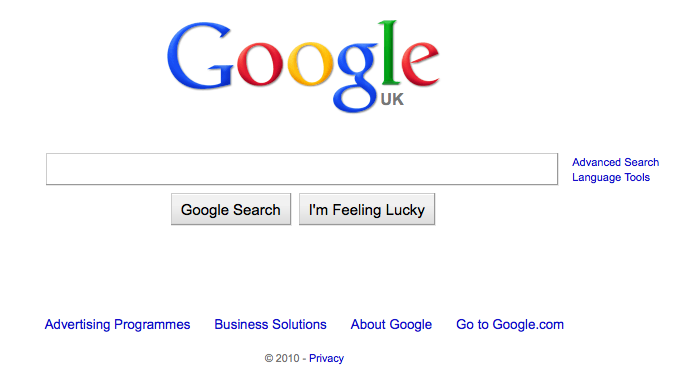 Google
UK
Advanced Search
Language Tools
Google Search I'm Feeling Lucky
Advertising Programmes Business Solutions About Google Go to Google.com
© 2010 - Privacy